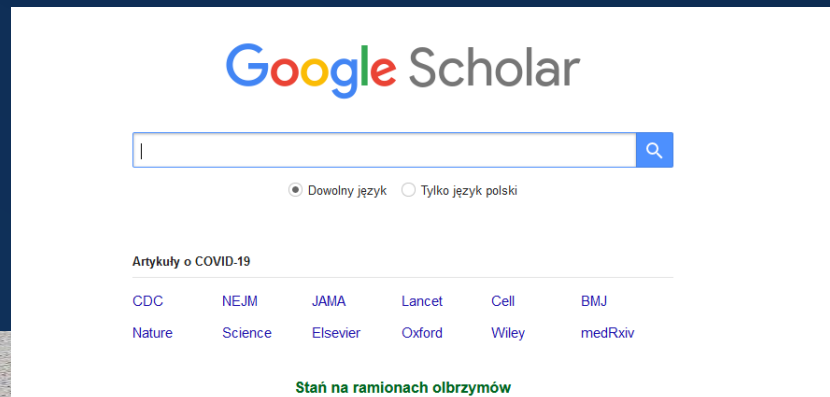 Google Scholar
Dowolny język Tylko język polski
Artykuły o COVID-19
CDC NEJM JAMA Lancet Cell BMJ
Nature Science Elsevier Oxford Wiley medRxiv
Stań na ramionach olbrzymów